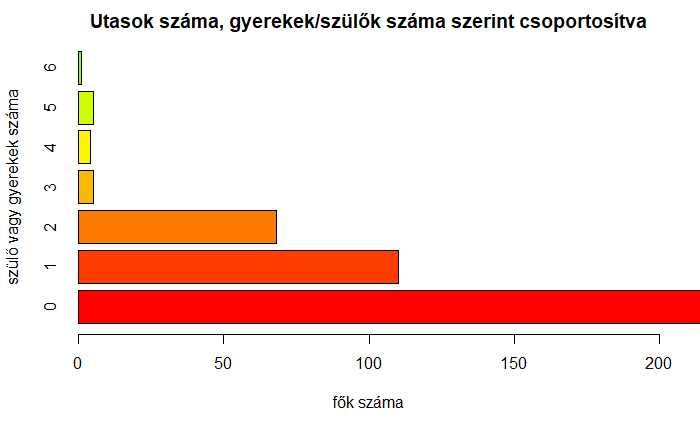 Utasok száma, gyerekek/szülők száma szerint csoportosítva
szülő vagy gyerekek száma
6
5
4
3
2
1
0
0 50 100 150 200
fők száma